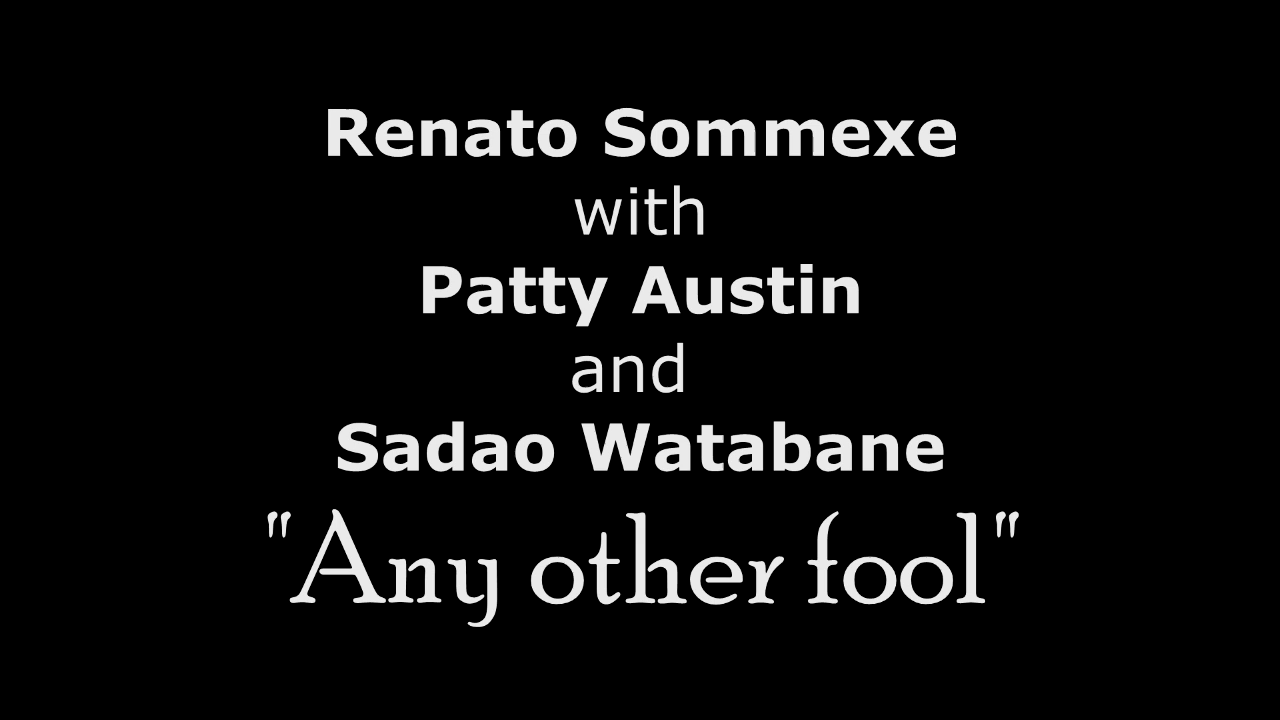 Renato Sommexe
with
Patty Austin
and
Sadao Watabane
"Any other fool"